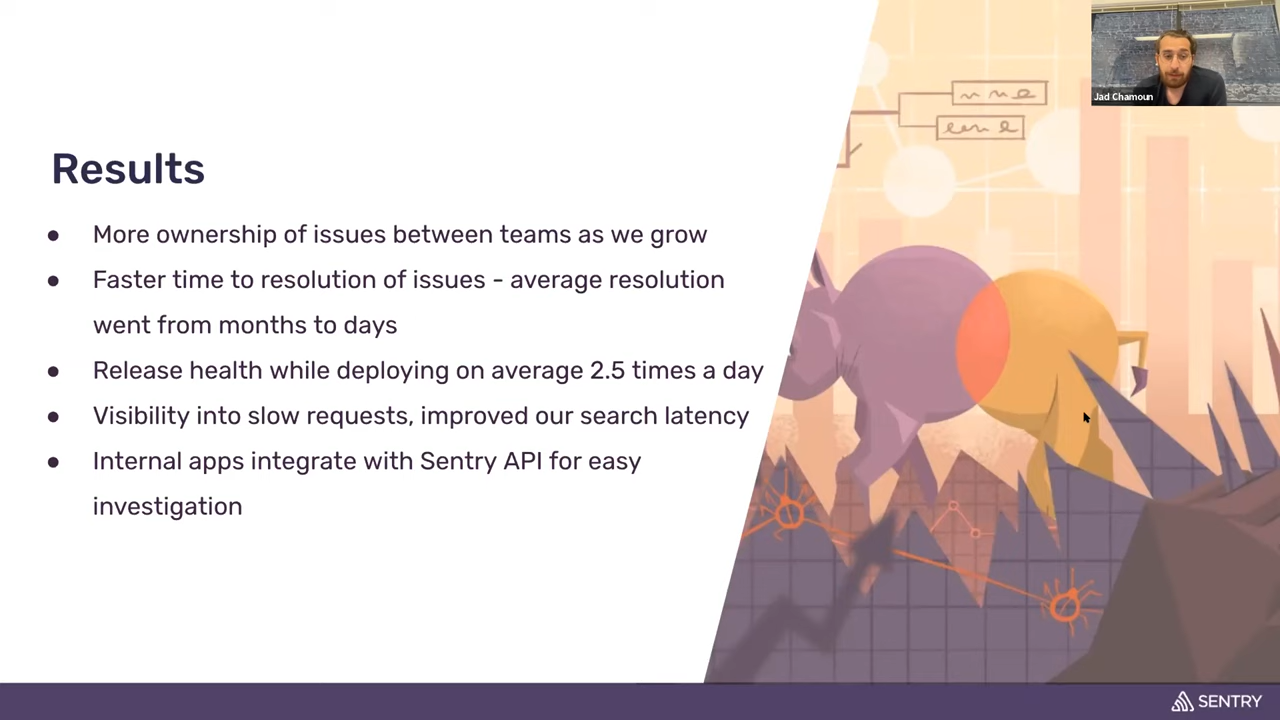 Jad Chamoun
Results
● More ownership of issues between teams as we grow
● Faster time to resolution of issues - average resolution
went from months to days
● Release health while deploying on average 2.5 times a day
● Visibility into slow requests, improved our search latency
● Internal apps integrate with Sentry API for easy
investigation
SENTRY